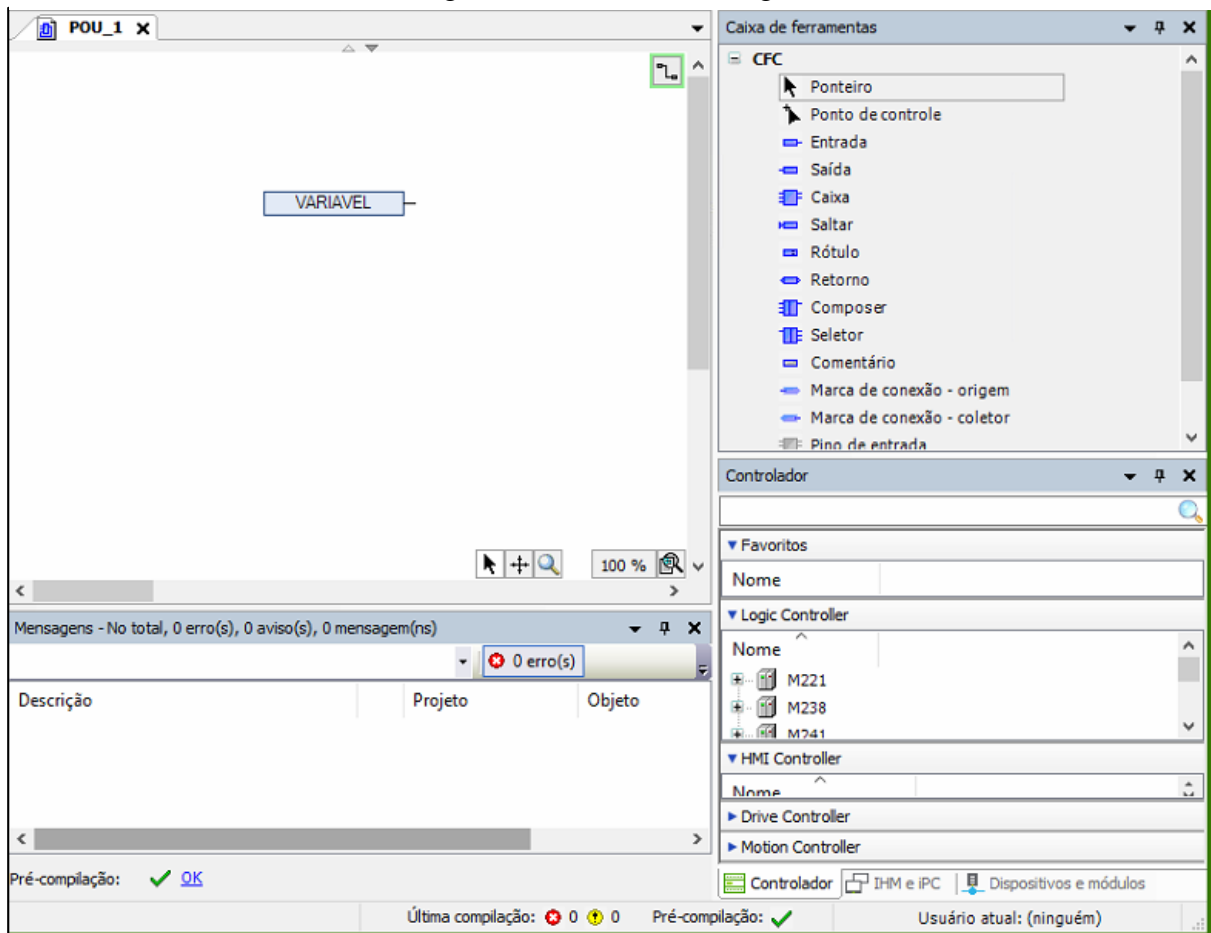 POU_1
VARIAVEL
100 %
Mensagens - No total, 0 erro(s), 0 aviso(s), 0 mensagem(ns)
0 erro(s)
Descrição Projeto Objeto
Pré-compilação: OK
Caixa de ferramentas
CFC
Ponteiro
Ponto de controle
Entrada
Saída
Caixa
Saltar
Rótulo
Retorno
Composer
Seletor
Comentário
Marca de conexão - origem
Marca de conexão - coletor
Pino de entrada
Controlador
Favoritos
Nome
Logic Controller
Nome
M221
M238
M241
HMI Controller
Nome
Drive Controller
Motion Controller
Controlador IHM e iPC Dispositivos e módulos
Última compilação: 0 0 Pré-compilação: Usuário atual: (ninguém)